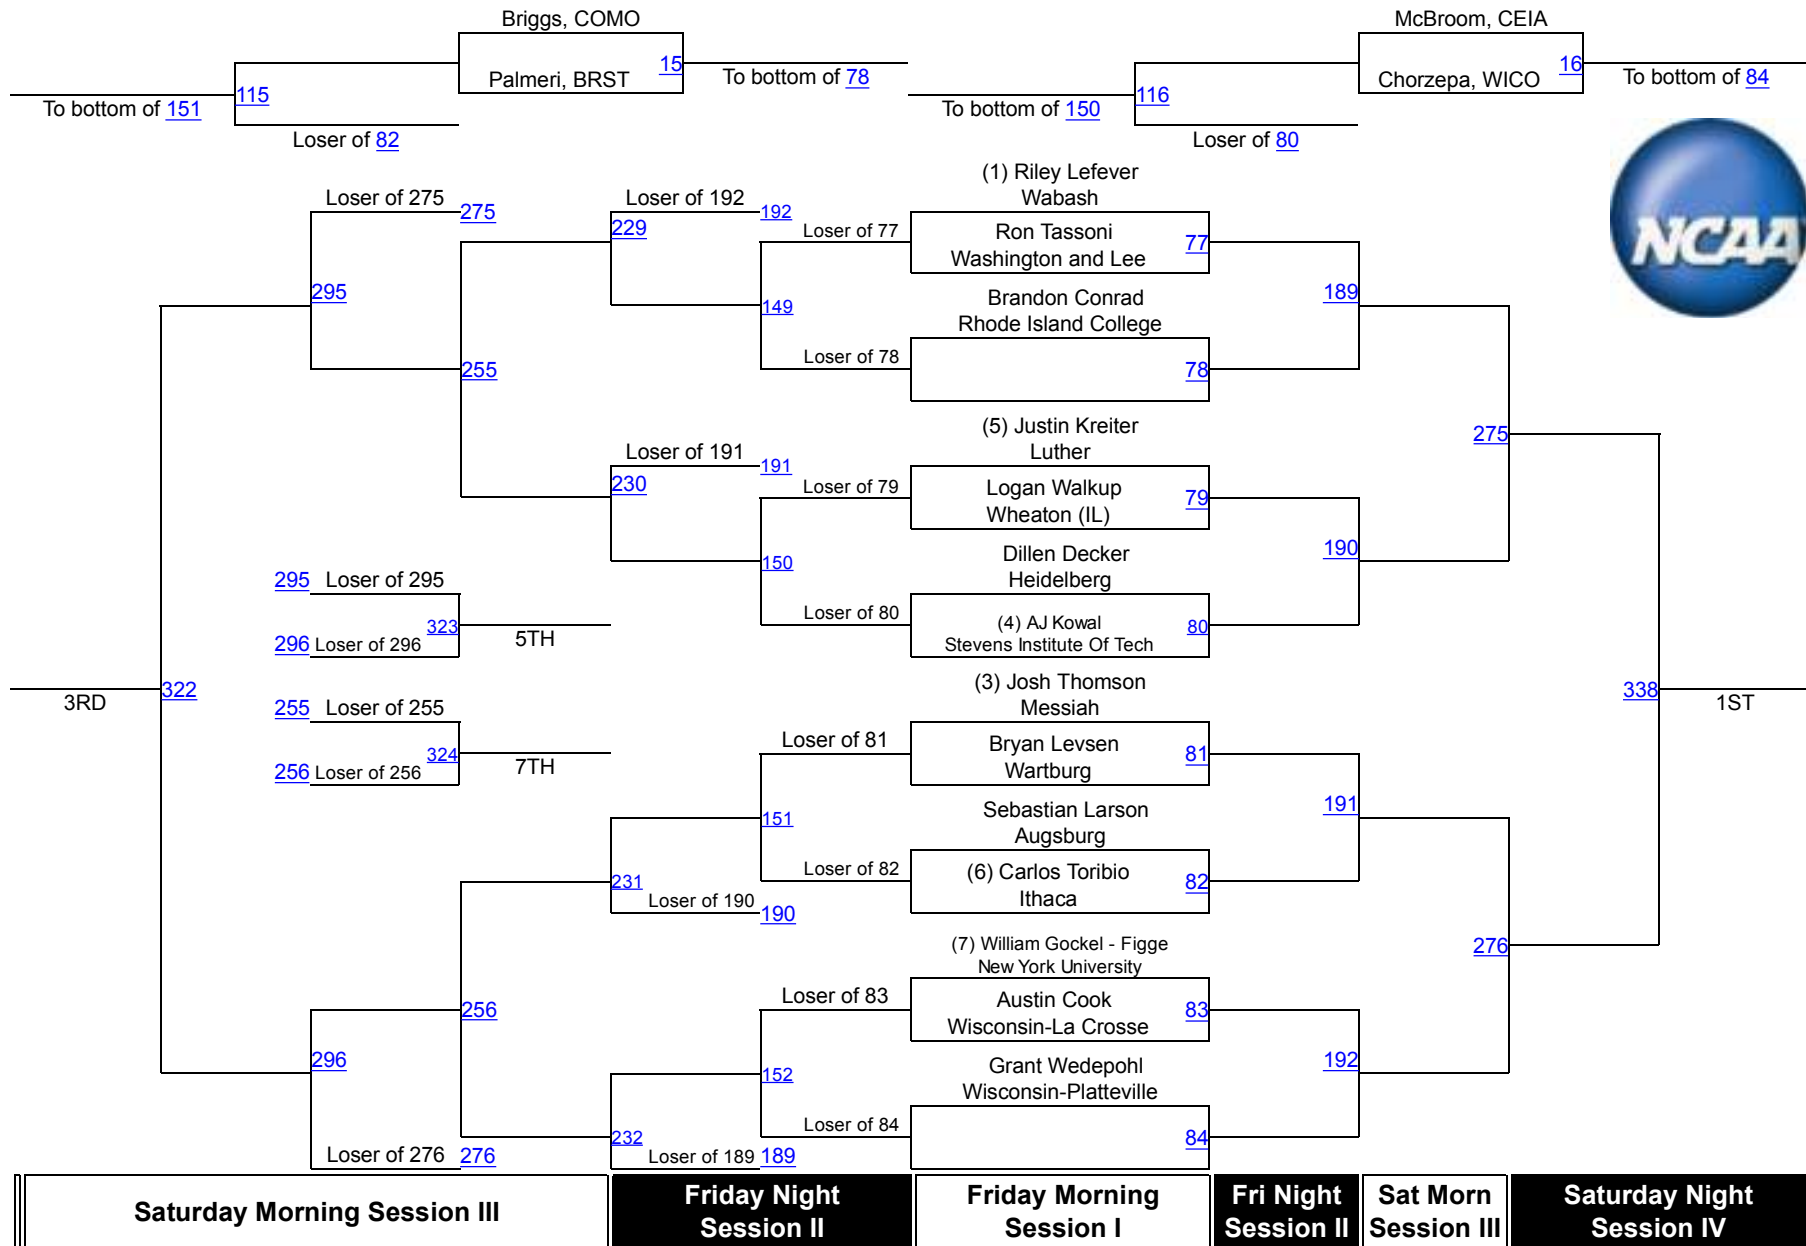 Briggs, COMO
Palmeri, BRST
15
To bottom of 78
To bottom of 151
115
Loser of 82
McBroom, CEIA
Chorzepa, WICO
16
To bottom of 84
To bottom of 150
116
Loser of 80
NCAA
(1) Riley Lefever
Wabash
Loser of 275
275
Loser of 192
192
229
Loser of 77
Ron Tassoni
Washington and Lee
77
295
149
Brandon Conrad
Rhode Island College
189
255
Loser of 78
78
(5) Justin Kreiter
Luther
275
Loser of 191
191
230
Loser of 79
Logan Walkup
Wheaton (IL)
79
150
Dillen Decker
Heidelberg
190
295
Loser of 295
Loser of 80
(4) AJ Kowal
Stevens Institute Of Tech
80
323
5TH
296
Loser of 296
3RD
322
(3) Josh Thomson
Messiah
338
1ST
255
Loser of 255
324
7TH
256
Loser of 256
Loser of 81
Bryan Levsen
Wartburg
81
151
Sebastian Larson
Augsburg
191
231
Loser of 190
190
Loser of 82
(6) Carlos Toribio
Ithaca
82
(7) William Gockel - Figge
New York University
276
256
Loser of 83
Austin Cook
Wisconsin-La Crosse
83
296
152
Grant Wedepohl
Wisconsin-Platteville
192
232
Loser of 84
84
Loser of 276
276
Loser of 189
189
Saturday Morning Session III
Friday Night
Session II
Friday Morning
Session I
Fri Night
Session II
Sat Morn
Session III
Saturday Night
Session IV